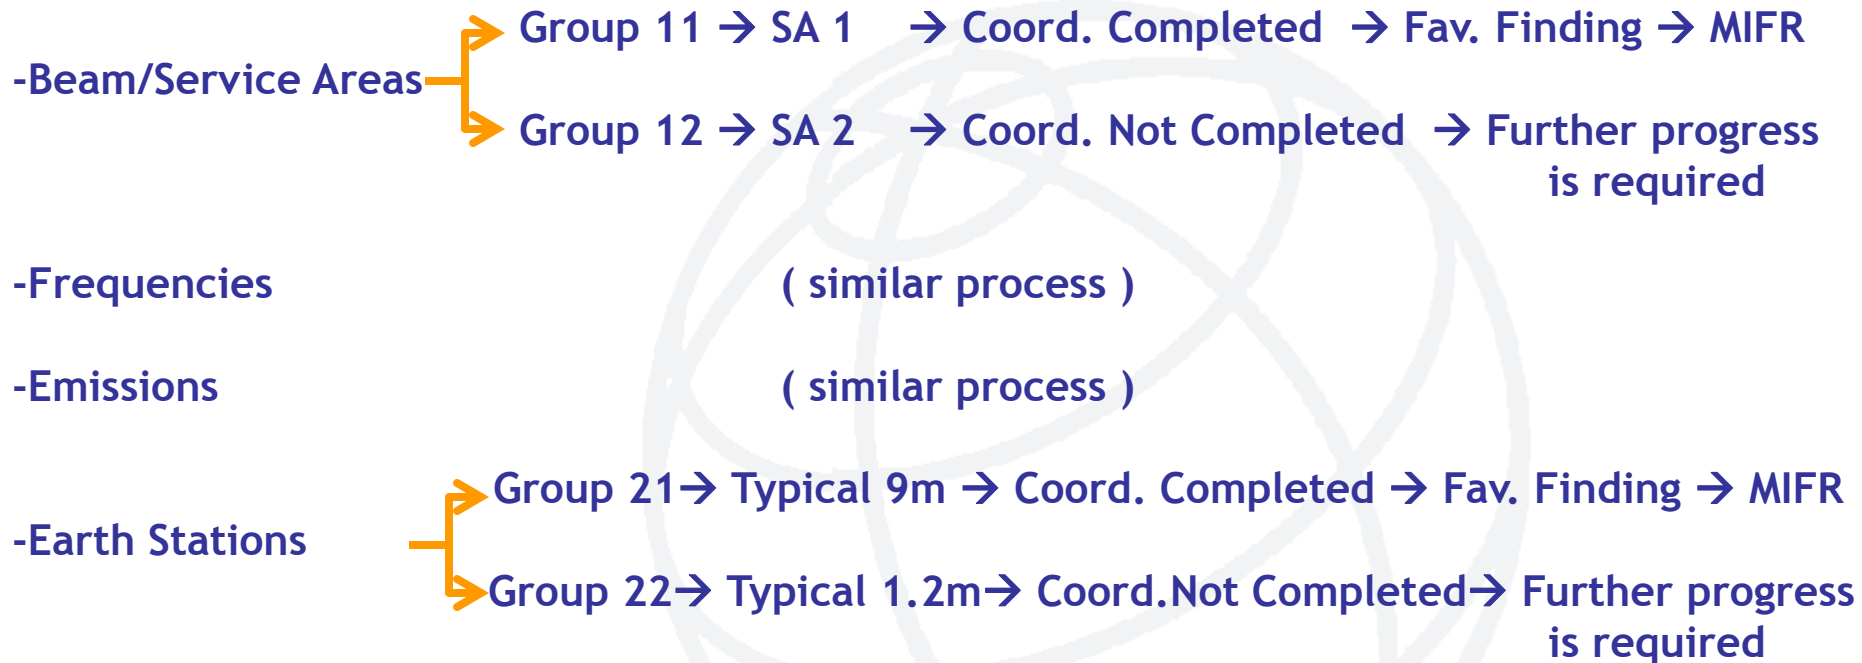 Group 11 → SA 1 → Coord. Completed → Fav. Finding → MIFR
-Beam/Service Areas
Group 12 → SA 2 → Coord. Not Completed → Further progress
is required
-Frequencies ( similar process )
-Emissions ( similar process )
Group 21→ Typical 9m → Coord. Completed → Fav. Finding → MIFR
-Earth Stations
Group 22→ Typical 1.2m→ Coord.Not Completed→ Further progress
is required